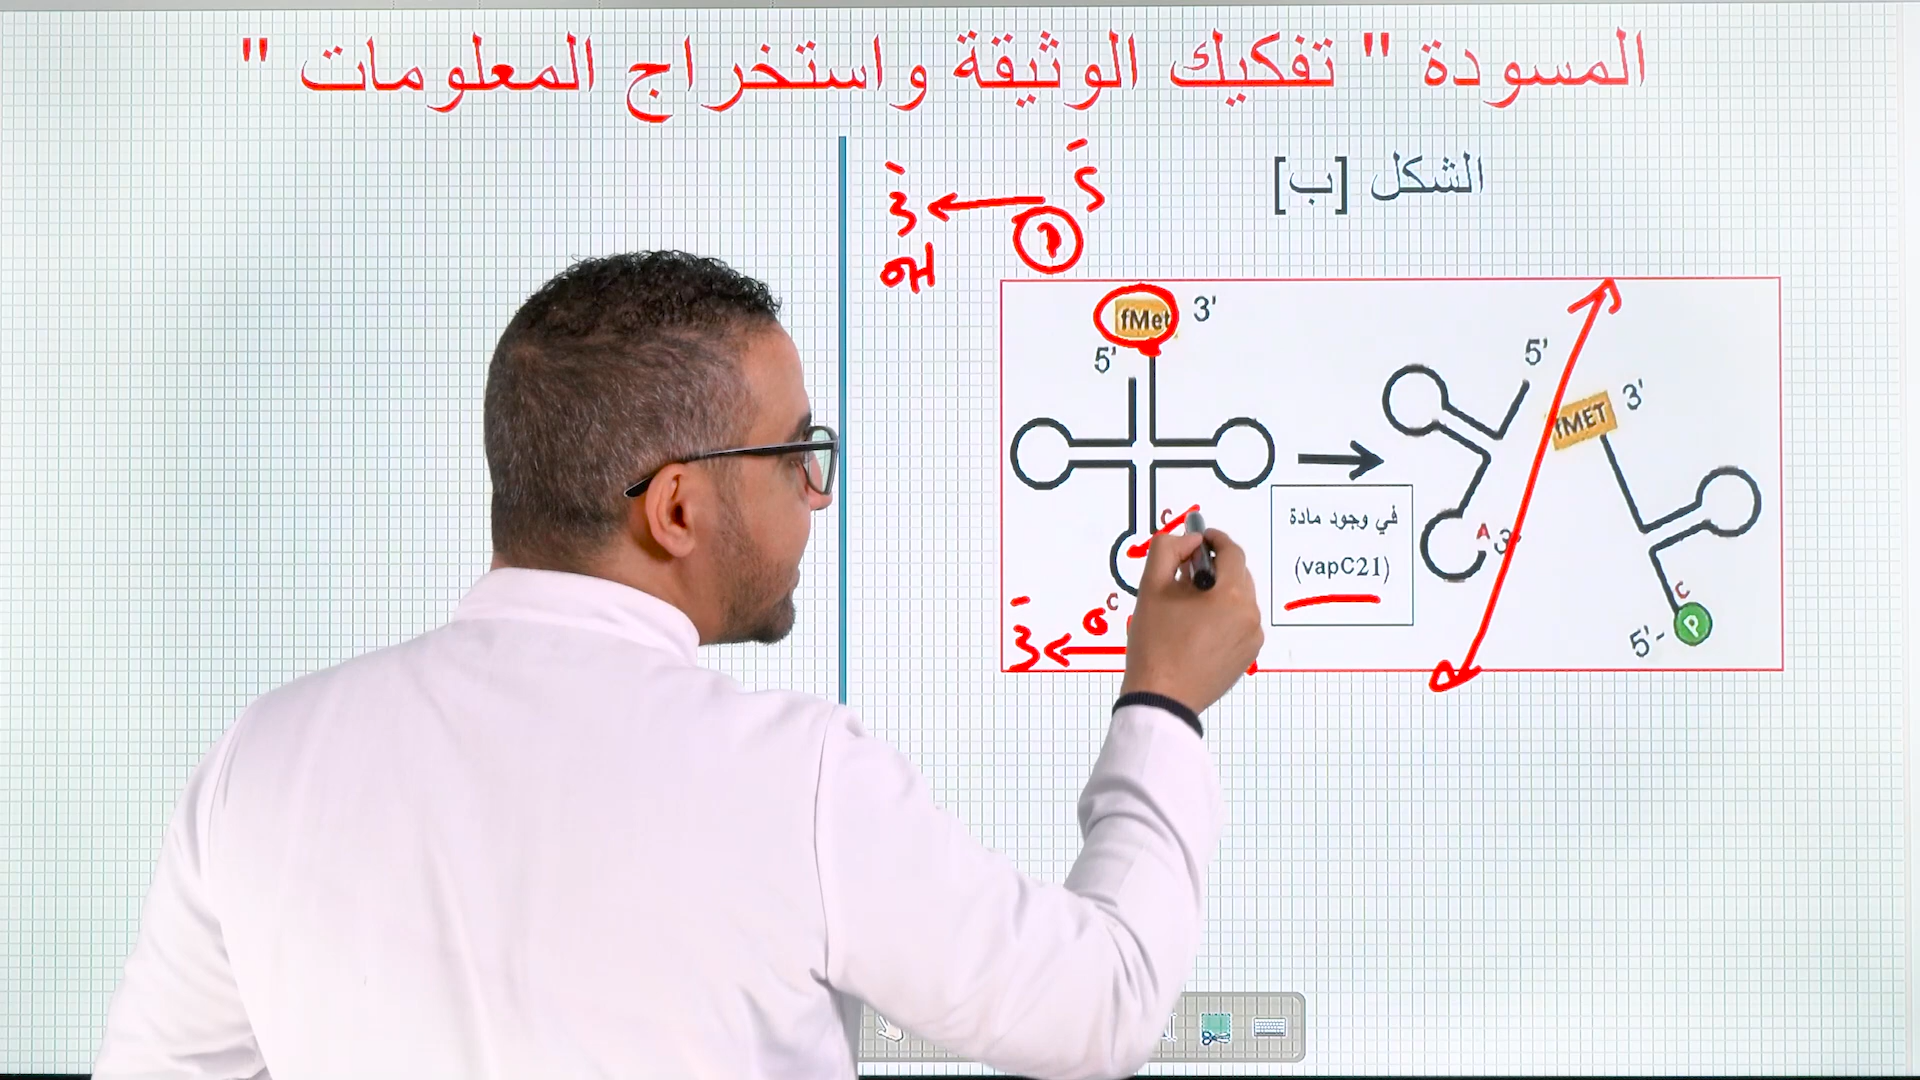 المسودة " تفكيك الوثيقة واستخراج المعلومات "
الشكل [ب]
5
3
OH
fMet 3'
5'
C
C
3
في وجود مادة
(vapC21)
5'
fMET 3'
A 3'
C
5'- P